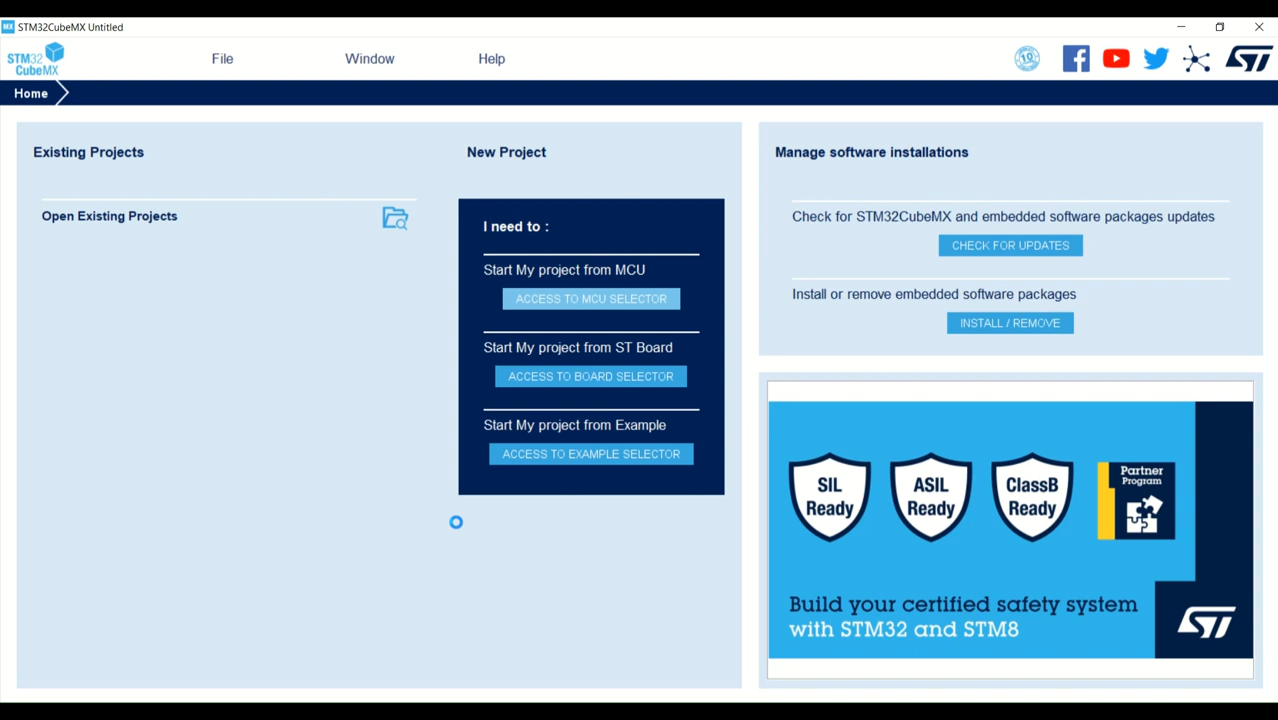 MX STM32CubeMX Untitled
STM32
CubeMX
File
Window
Help
10
Home
Existing Projects
Open Existing Projects
New Project
I need to :
Start My project from MCU
ACCESS TO MCU SELECTOR
Start My project from ST Board
ACCESS TO BOARD SELECTOR
Start My project from Example
ACCESS TO EXAMPLE SELECTOR
Manage software installations
Check for STM32CubeMX and embedded software packages updates
CHECK FOR UPDATES
Install or remove embedded software packages
INSTALL / REMOVE
SIL
Ready
ASIL
Ready
ClassB
Ready
Partner
Program
Build your certified safety system
with STM32 and STM8
ST